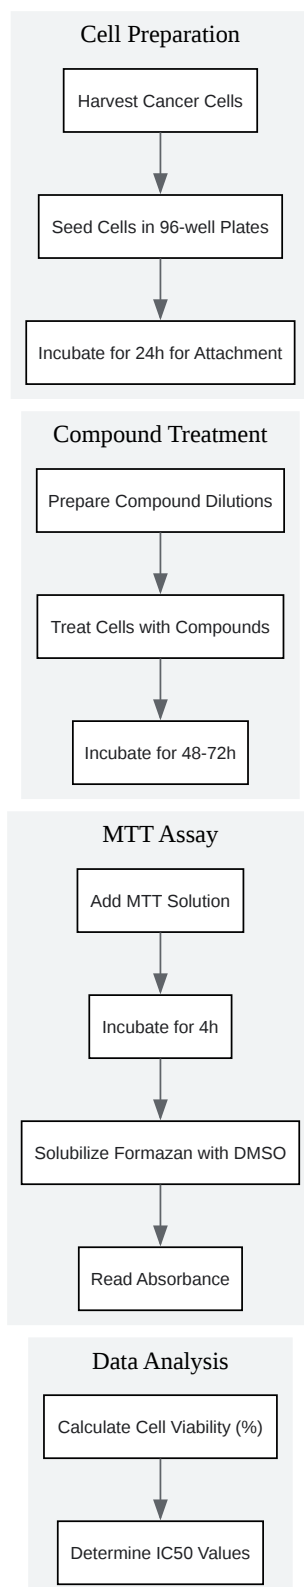 Cell Preparation
Harvest Cancer Cells
Seed Cells in 96-well Plates
Incubate for 24h for Attachment
Compound Treatment
Prepare Compound Dilutions
Treat Cells with Compounds
Incubate for 48-72h
MTT Assay
Add MTT Solution
Incubate for 4h
Solubilize Formazan with DMSO
Read Absorbance
Data Analysis
Calculate Cell Viability (%)
Determine IC50 Values